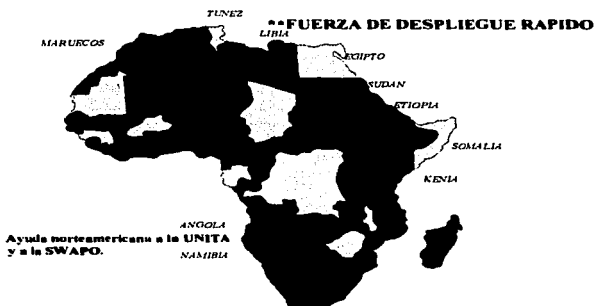 TUNEZ
**FUERZA DE DESPLIEGUE RAPIDO
LIBIA
MARUECOS
EGIPTO
SUDAN
ETIOPIA
SOMALIA
KENIA
ANGOLA
Ayuda norteamericana a la UNITA
y a la SWAPO.
NAMIBIA